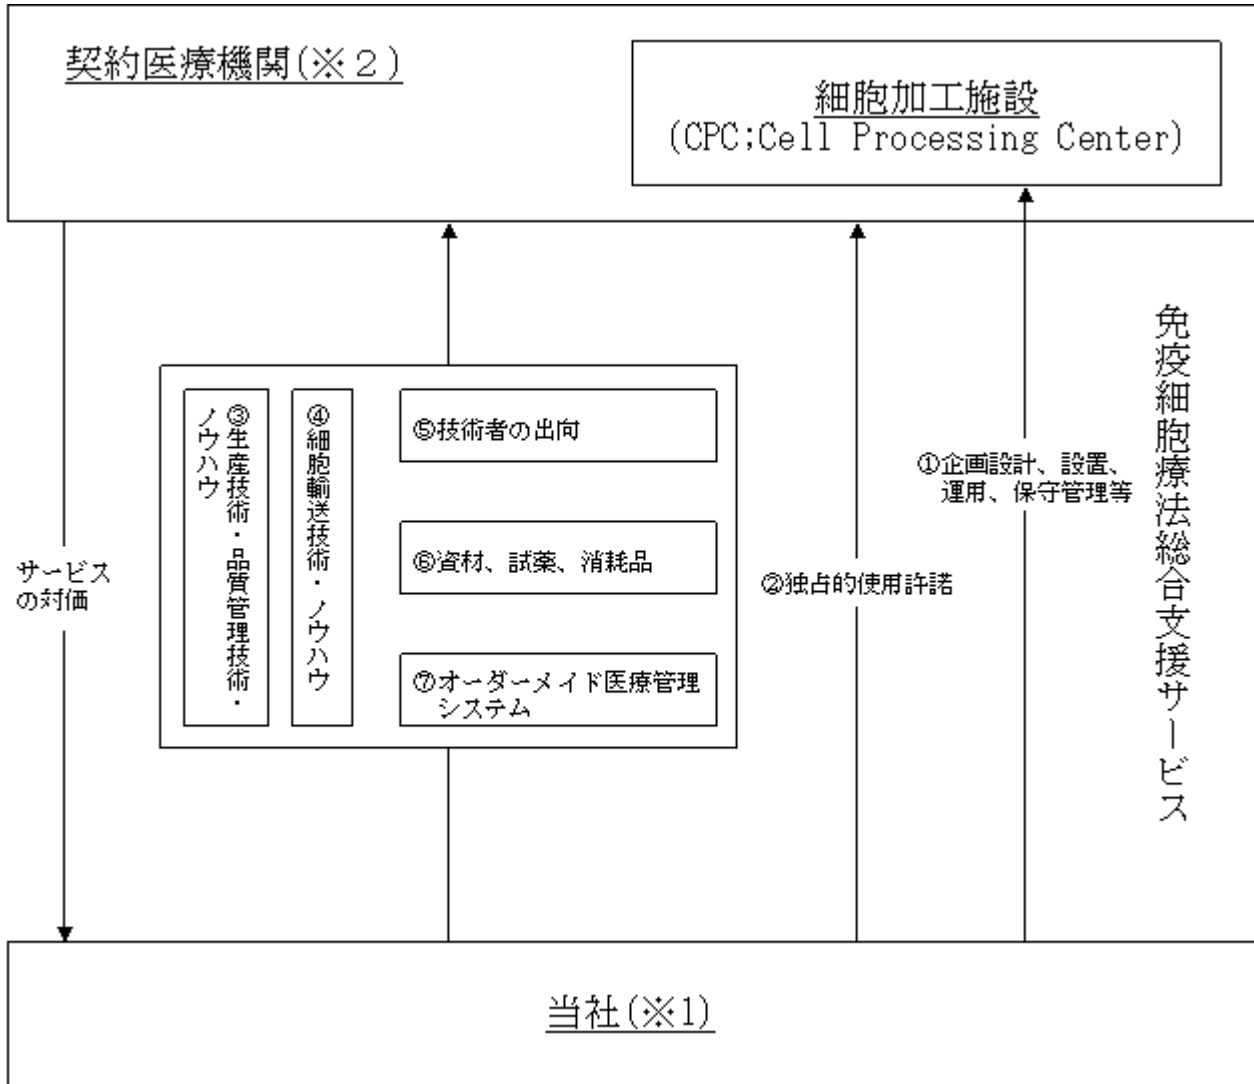 契約医療機関(※２)
細胞加工施設
(CPC;Cell Processing Center)
③生産技術・品質管理技術・
ノウハウ
④細胞輸送技術・ノウハウ
⑤技術者の出向
⑥資材、試薬、消耗品
⑦オーダーメイド医療管理
システム
サービス
の対価
②独占的使用許諾
①企画設計、設置、
運用、保守管理等
免疫細胞療法総合支援サービス
当社(※1)